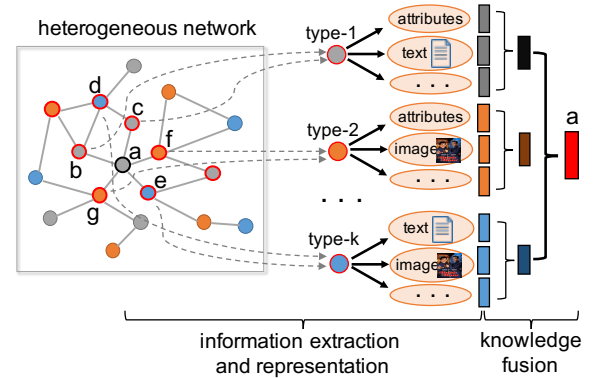 heterogeneous network
d
c
a
f
b
e
g
type-1
attributes
text
. . .
type-2
attributes
image
. . .
. . .
type-k
text
image
. . .
a
information extraction
and representation
knowledge
fusion